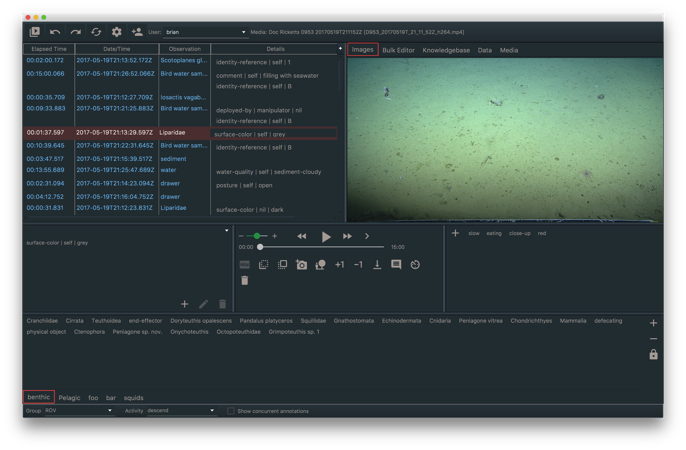 User: brian Media: Doc Ricketts 0953 20170519T211152Z [D0953_20170519T_21_11_52Z_h264.mp4]
Elapsed Time Date/Time Observation Details
00:02:00.172 2017-05-19T21:13:52.172Z Scotoplanes gl... identity-reference | self | 1
00:15:00.066 2017-05-19T21:26:52.066Z Bird water sam... comment | self | filling with seawater
identity-reference | self | B
00:00:35.709 2017-05-19T21:12:27.709Z Iosactis vagab...
00:09:33.883 2017-05-19T21:21:25.883Z Bird water sam... deployed-by | manipulator | nil
identity-reference | self | B
00:01:37.597 2017-05-19T21:13:29.597Z Liparidae surface-color | self | grey
00:10:39.645 2017-05-19T21:22:31.645Z Bird water sam... identity-reference | self | B
00:03:47.517 2017-05-19T21:15:39.517Z sediment
00:13:55.689 2017-05-19T21:25:47.689Z water water-quality | self | sediment-cloudy
00:02:31.094 2017-05-19T21:14:23.094Z drawer posture | self | open
00:04:12.752 2017-05-19T21:16:04.752Z drawer
00:00:31.831 2017-05-19T21:12:23.831Z Liparidae surface-color | nil | dark
Images Bulk Editor Knowledgebase Data Media
surface-color | self | grey
00:00 15:00
+1 -1
slow eating close-up red
Cranchiidae Cirrata Teuthoidea end-effector Doryteuthis opalescens Pandalus platyceros Squillidae Gnathostomata Echinodermata Cnidaria Peniagone vitrea Chondrichthyes Mammalia defecating
physical object Ctenophora Peniagone sp. nov. Onychoteuthis Octopoteuthidae Grimpoteuthis sp. 1
benthic Pelagic foo bar squids
Group ROV Activity descend Show concurrent annotations